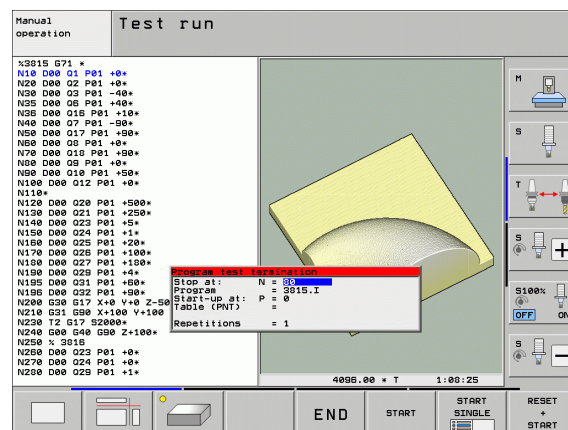 Manual
operation
Test run
%3815 G71 *
N10 D00 Q1 P01 +0*
N20 D00 Q2 P01 +0*
N30 D00 Q3 P01 -40*
N35 D00 Q6 P01 +40*
N36 D00 Q16 P01 +10*
N40 D00 Q7 P01 -90*
N50 D00 Q17 P01 +90*
N60 D00 Q8 P01 +0*
N70 D00 Q18 P01 +90*
N80 D00 Q9 P01 +0*
N90 D00 Q10 P01 +50*
N100 D00 Q12 P01 +0*
N110*
N120 D00 Q20 P01 +500*
N130 D00 Q21 P01 +250*
N140 D00 Q23 P01 +5*
N150 D00 Q24 P01 +1*
N160 D00 Q25 P01 +20*
N170 D00 Q26 P01 +100*
N180 D00 Q27 P01 +180*
N190 D00 Q29 P01 +4*
N195 D00 Q31 P01 +60*
N196 D00 Q32 P01 +90*
N200 G30 G17 X+0 Y+0 Z-50
N210 G31 G90 X+100 Y+100
N230 T2 G17 S2000*
N240 G00 G40 G90 Z+100*
N250 % 3816
N260 D00 Q23 P01 +0*
N270 D00 Q24 P01 +0*
N280 D00 Q29 P01 +1*
Program test termination
Stop at: N =
Program = 3815.I
Start-up at: P = 0
Table (PNT) =
Repetitions = 1
4096.00 * T 1:08:25
M
S
T
S
S100%
OFF ON
S
END
START
START
SINGLE
RESET
+
START